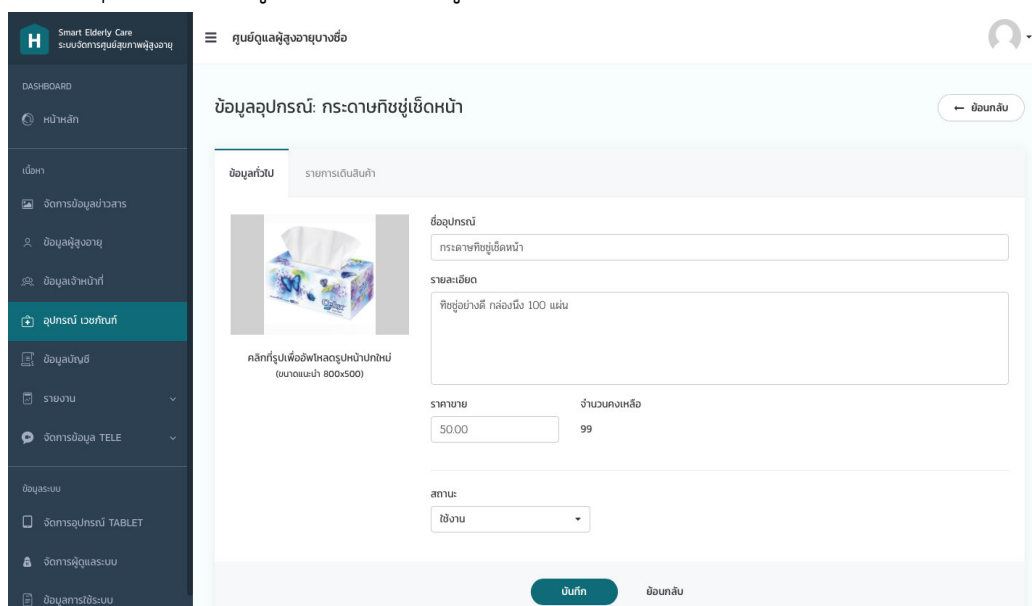 Smart Elderly Care
ระบบจัดการศูนย์สุขภาพผู้สูงอายุ
ศูนย์ดูแลผู้สูงอายุบางชื่อ
DASHBOARD
หน้าหลัก
เนื้อหา
จัดการข้อมูลข่าวสาร
ข้อมูลผู้สูงอายุ
ข้อมูลเจ้าหน้าที่
อุปกรณ์ เวชภัณฑ์
ข้อมูลบัญชี
รายงาน
จัดการข้อมูล TELE
ข้อมูลระบบ
จัดการอุปกรณ์ TABLET
จัดการผู้ดูแลระบบ
ข้อมูลการใช้ระบบ
ข้อมูลอุปกรณ์: กระดาษทิชชู่เช็ดหน้า
← ย้อนกลับ
ข้อมูลทั่วไป รายการเดินสินค้า
คลิกที่รูปเพื่ออัพโหลดรูปหน้าปกใหม่
(ขนาดแนะนำ 800x500)
ชื่ออุปกรณ์
กระดาษทิชชู่เช็ดหน้า
รายละเอียด
ทิชชู่อย่างดี กล่องนึง 100 แผ่น
ราคาขาย จำนวนคงเหลือ
50.00 99
สถานะ
ใช้งาน
บันทึก ย้อนกลับ